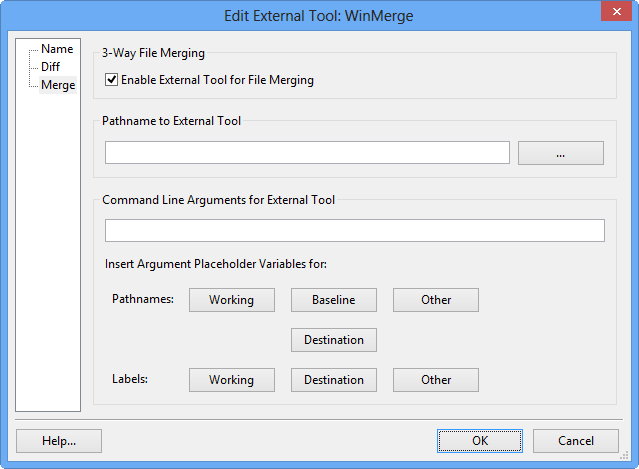 Edit External Tool: WinMerge
Name
Diff
Merge
3-Way File Merging
Enable External Tool for File Merging
Pathname to External Tool
...
Command Line Arguments for External Tool
Insert Argument Placeholder Variables for:
Pathnames: Working Baseline Other
Destination
Labels: Working Destination Other
Help... OK Cancel